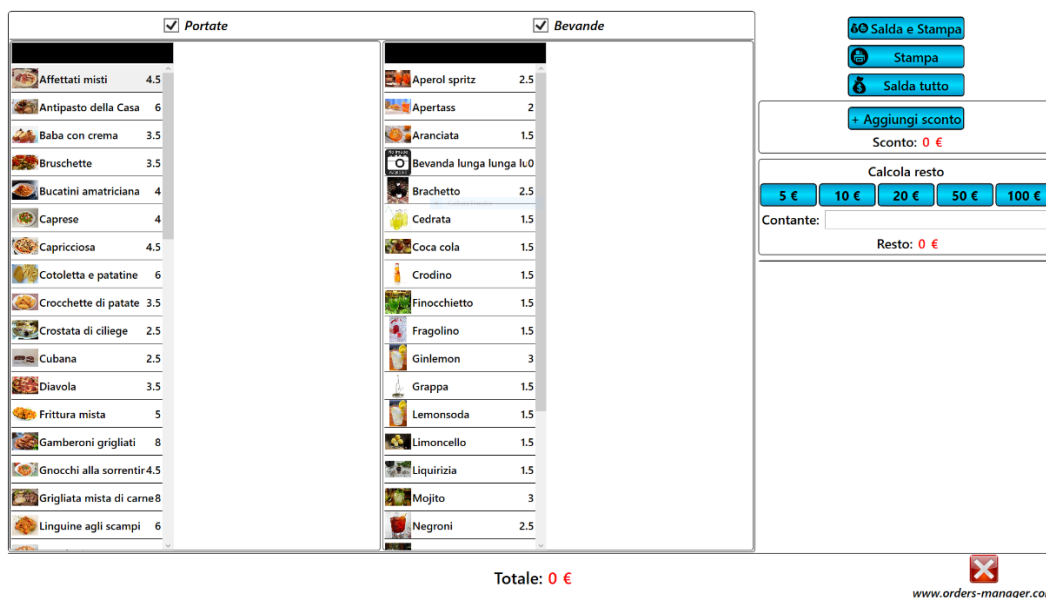 Portate
Bevande
Affettati misti 4.5
Antipasto della Casa 6
Baba con crema 3.5
Bruschette 3.5
Bucatini amatriciana 4
Caprese 4
Capricciosa 4.5
Cotoletta e patatine 6
Crocchette di patate 3.5
Crostata di ciliege 2.5
Cubana 2.5
Diavola 3.5
Frittura mista 5
Gamberoni grigliati 8
Gnocchi alla sorrentir 4.5
Grigliata mista di carne 8
Linguine agli scampi 6
Aperol spritz 2.5
Apertass 2
Aranciata 1.5
Bevanda lunga lunga lu 0
Brachetto 2.5
Cedrata 1.5
Coca cola 1.5
Crodino 1.5
Finocchietto 1.5
Fragolino 1.5
Ginlemon 3
Grappa 1.5
Lemonsoda 1.5
Limoncello 1.5
Liquirizia 1.5
Mojito 3
Negroni 2.5
Salda e Stampa
Stampa
Salda tutto
+ Aggiungi sconto
Sconto: 0 €
Calcola resto
5 € 10 € 20 € 50 € 100 €
Contante:
Resto: 0 €
Totale: 0 €
www.orders-manager.co